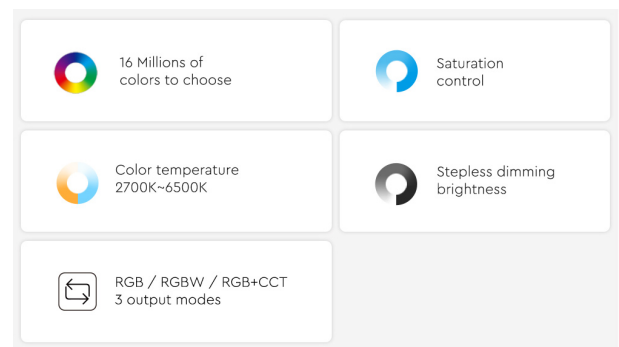 16 Millions of
colors to choose
Saturation
control
Color temperature
2700K~6500K
Stepless dimming
brightness
RGB / RGBW / RGB+CCT
3 output modes